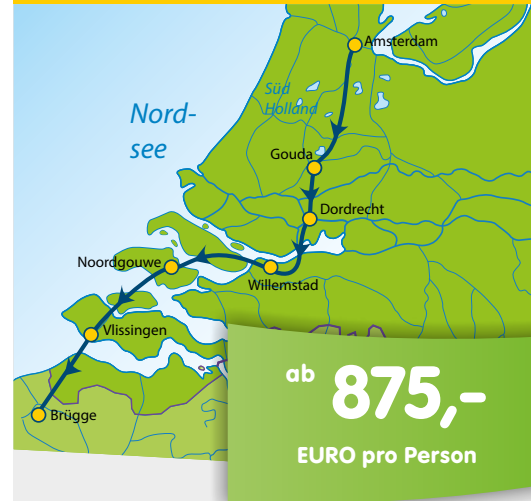 Amsterdam
Süd
Holland
Nord-
see
Gouda
Dordrecht
Noordgouwe
Willemstad
Vlissingen
Brügge
ab 875,-
EURO pro Person